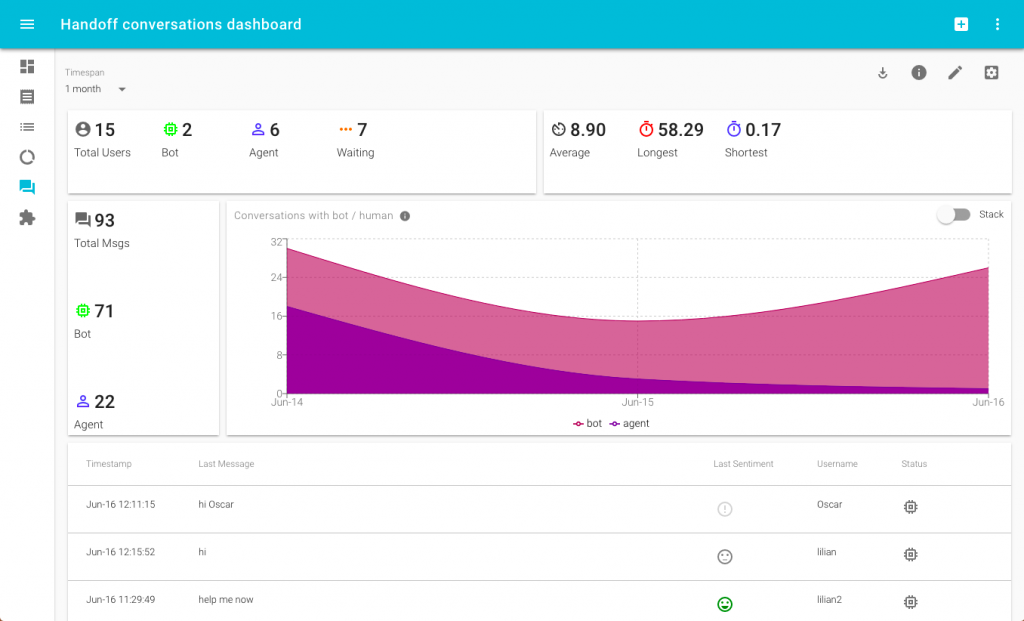 Handoff conversations dashboard
Timespan
1 month
15
Total Users
2
Bot
6
Agent
7
Waiting
8.90
Average
58.29
Longest
0.17
Shortest
93
Total Msgs
71
Bot
22
Agent
Conversations with bot / human
Stack
32
24
16
8
0
Jun-14 Jun-15 Jun-16
bot agent
Timestamp Last Message Last Sentiment Username Status
Jun-16 12:11:15 hi Oscar Oscar
Jun-16 12:15:52 hi lilian
Jun-16 11:29:49 help me now lilian2